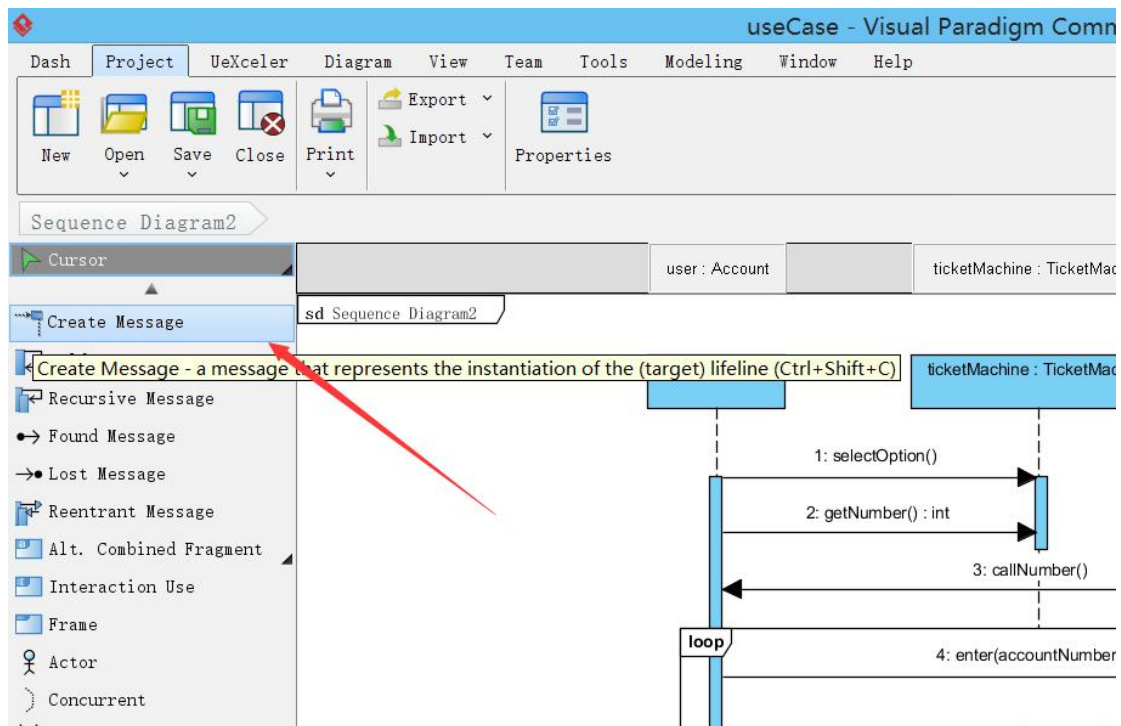 useCase - Visual Paradigm Comm
Dash Project UeXceler Diagram View Team Tools Modeling Window Help
Export
Import
New Open Save Close Print Properties
Sequence Diagram2
Cursor
user : Account ticketMachine : TicketMac
Create Message
sd Sequence Diagram2
Create Message - a message that represents the instantiation of the (target) lifeline (Ctrl+Shift+C)
ticketMachine : TicketMac
Recursive Message
Found Message
1: selectOption()
Lost Message
Reentrant Message
2: getNumber() : int
Alt. Combined Fragment
3: callNumber()
Interaction Use
Frame
loop
4: enter(accountNumber
Actor
Concurrent